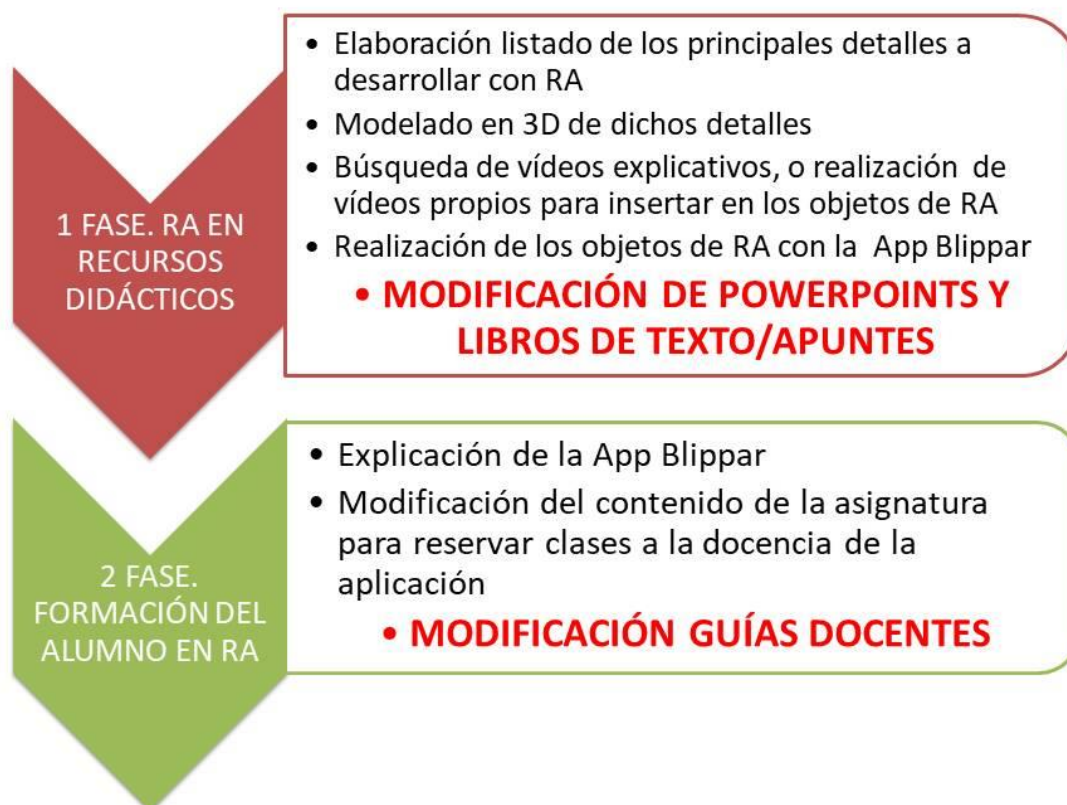 1 FASE. RA EN
RECURSOS
DIDÁCTICOS
• Elaboración listado de los principales detalles a
desarrollar con RA
• Modelado en 3D de dichos detalles
• Búsqueda de vídeos explicativos, o realización de
vídeos propios para insertar en los objetos de RA
• Realización de los objetos de RA con la App Blippar
• MODIFICACIÓN DE POWERPOINTS Y
LIBROS DE TEXTO/APUNTES
2 FASE.
FORMACIÓN DEL
ALUMNO EN RA
• Explicación de la App Blippar
• Modificación del contenido de la asignatura
para reservar clases a la docencia de la
aplicación
• MODIFICACIÓN GUÍAS DOCENTES